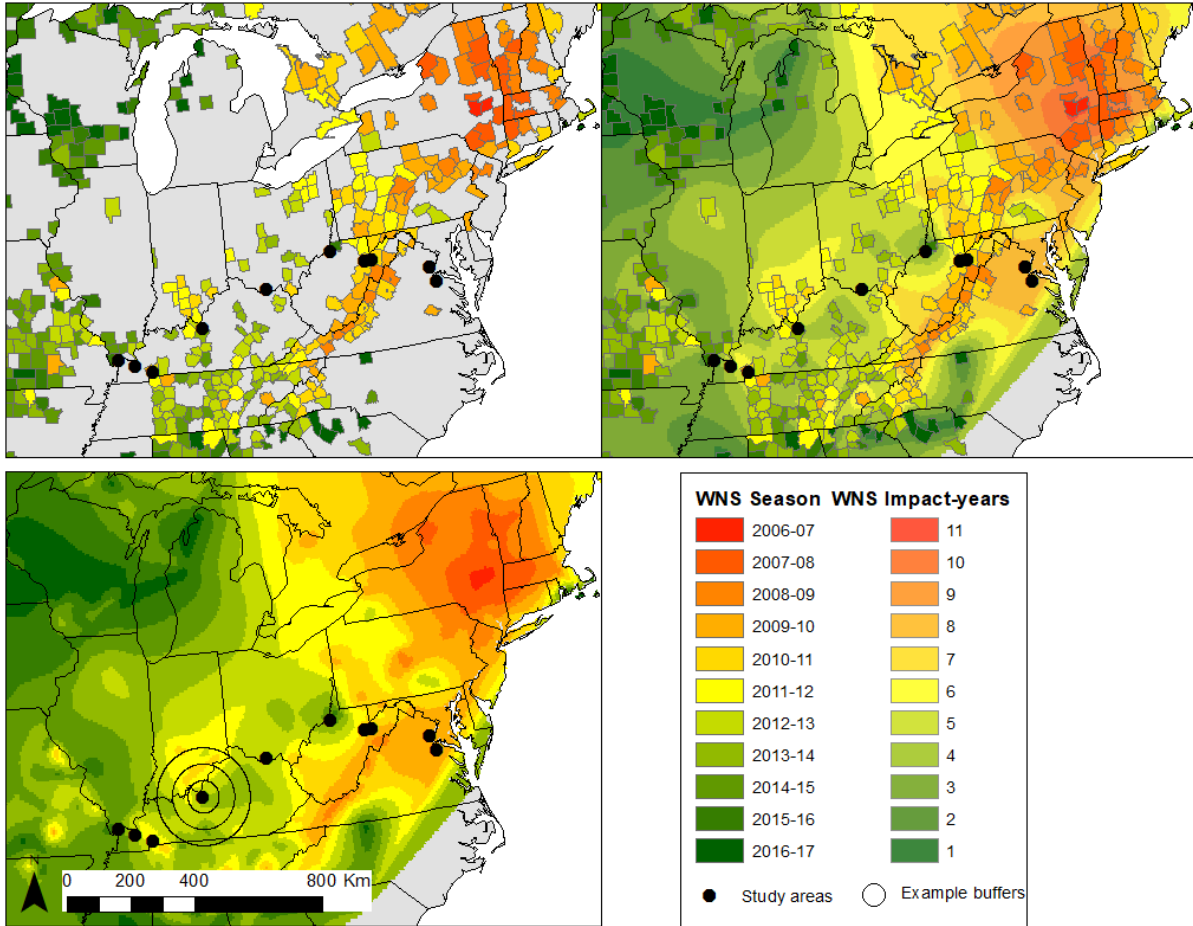 WNS Season WNS Impact-years
2006-07 11
2007-08 10
2008-09 9
2009-10 8
2010-11 7
2011-12 6
2012-13 5
2013-14 4
2014-15 3
2015-16 2
2016-17 1
Study areas Example buffers
N
0 200 400 800 Km